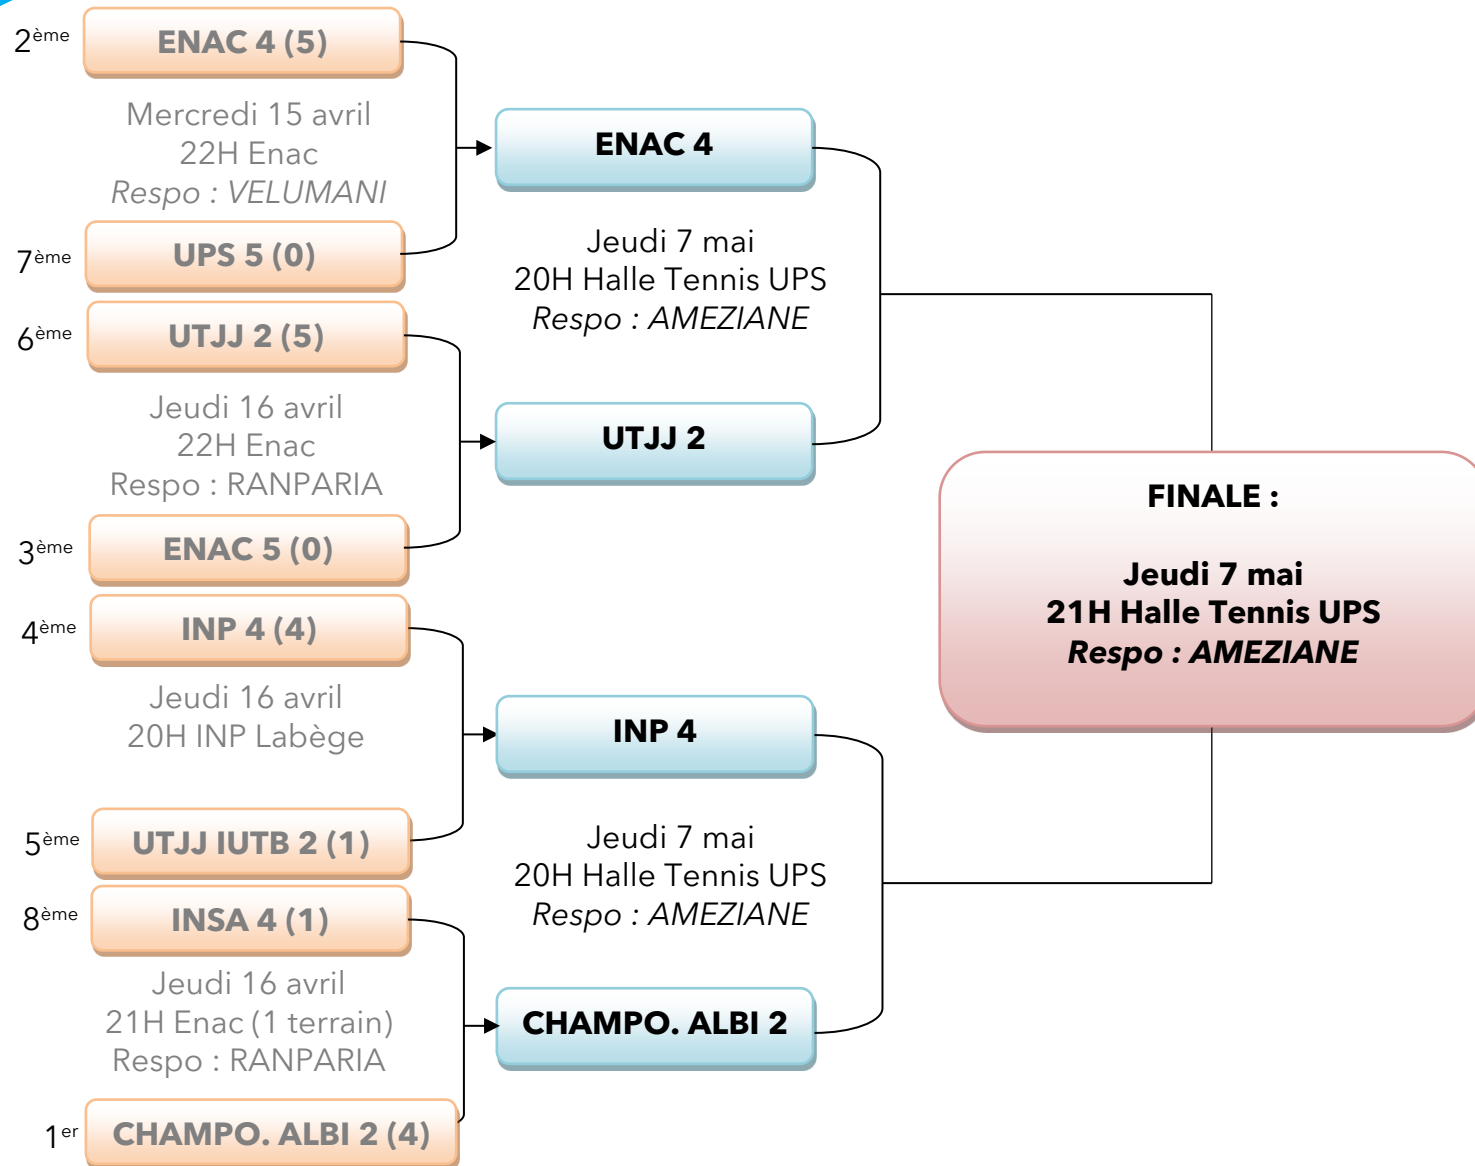 2ème
ENAC 4 (5)
Mercredi 15 avril
22H Enac
Respo : VELUMANI
7ème
UPS 5 (0)
6ème
UTJJ 2 (5)
Jeudi 16 avril
22H Enac
Respo : RANPARIA
3ème
ENAC 5 (0)
4ème
INP 4 (4)
Jeudi 16 avril
20H INP Labège
5ème
UTJJ IUTB 2 (1)
8ème
INSA 4 (1)
Jeudi 16 avril
21H Enac (1 terrain)
Respo : RANPARIA
1er
CHAMPO. ALBI 2 (4)
ENAC 4
Jeudi 7 mai
20H Halle Tennis UPS
Respo : AMEZIANE
UTJJ 2
INP 4
Jeudi 7 mai
20H Halle Tennis UPS
Respo : AMEZIANE
CHAMPO. ALBI 2
FINALE :
Jeudi 7 mai
21H Halle Tennis UPS
Respo : AMEZIANE